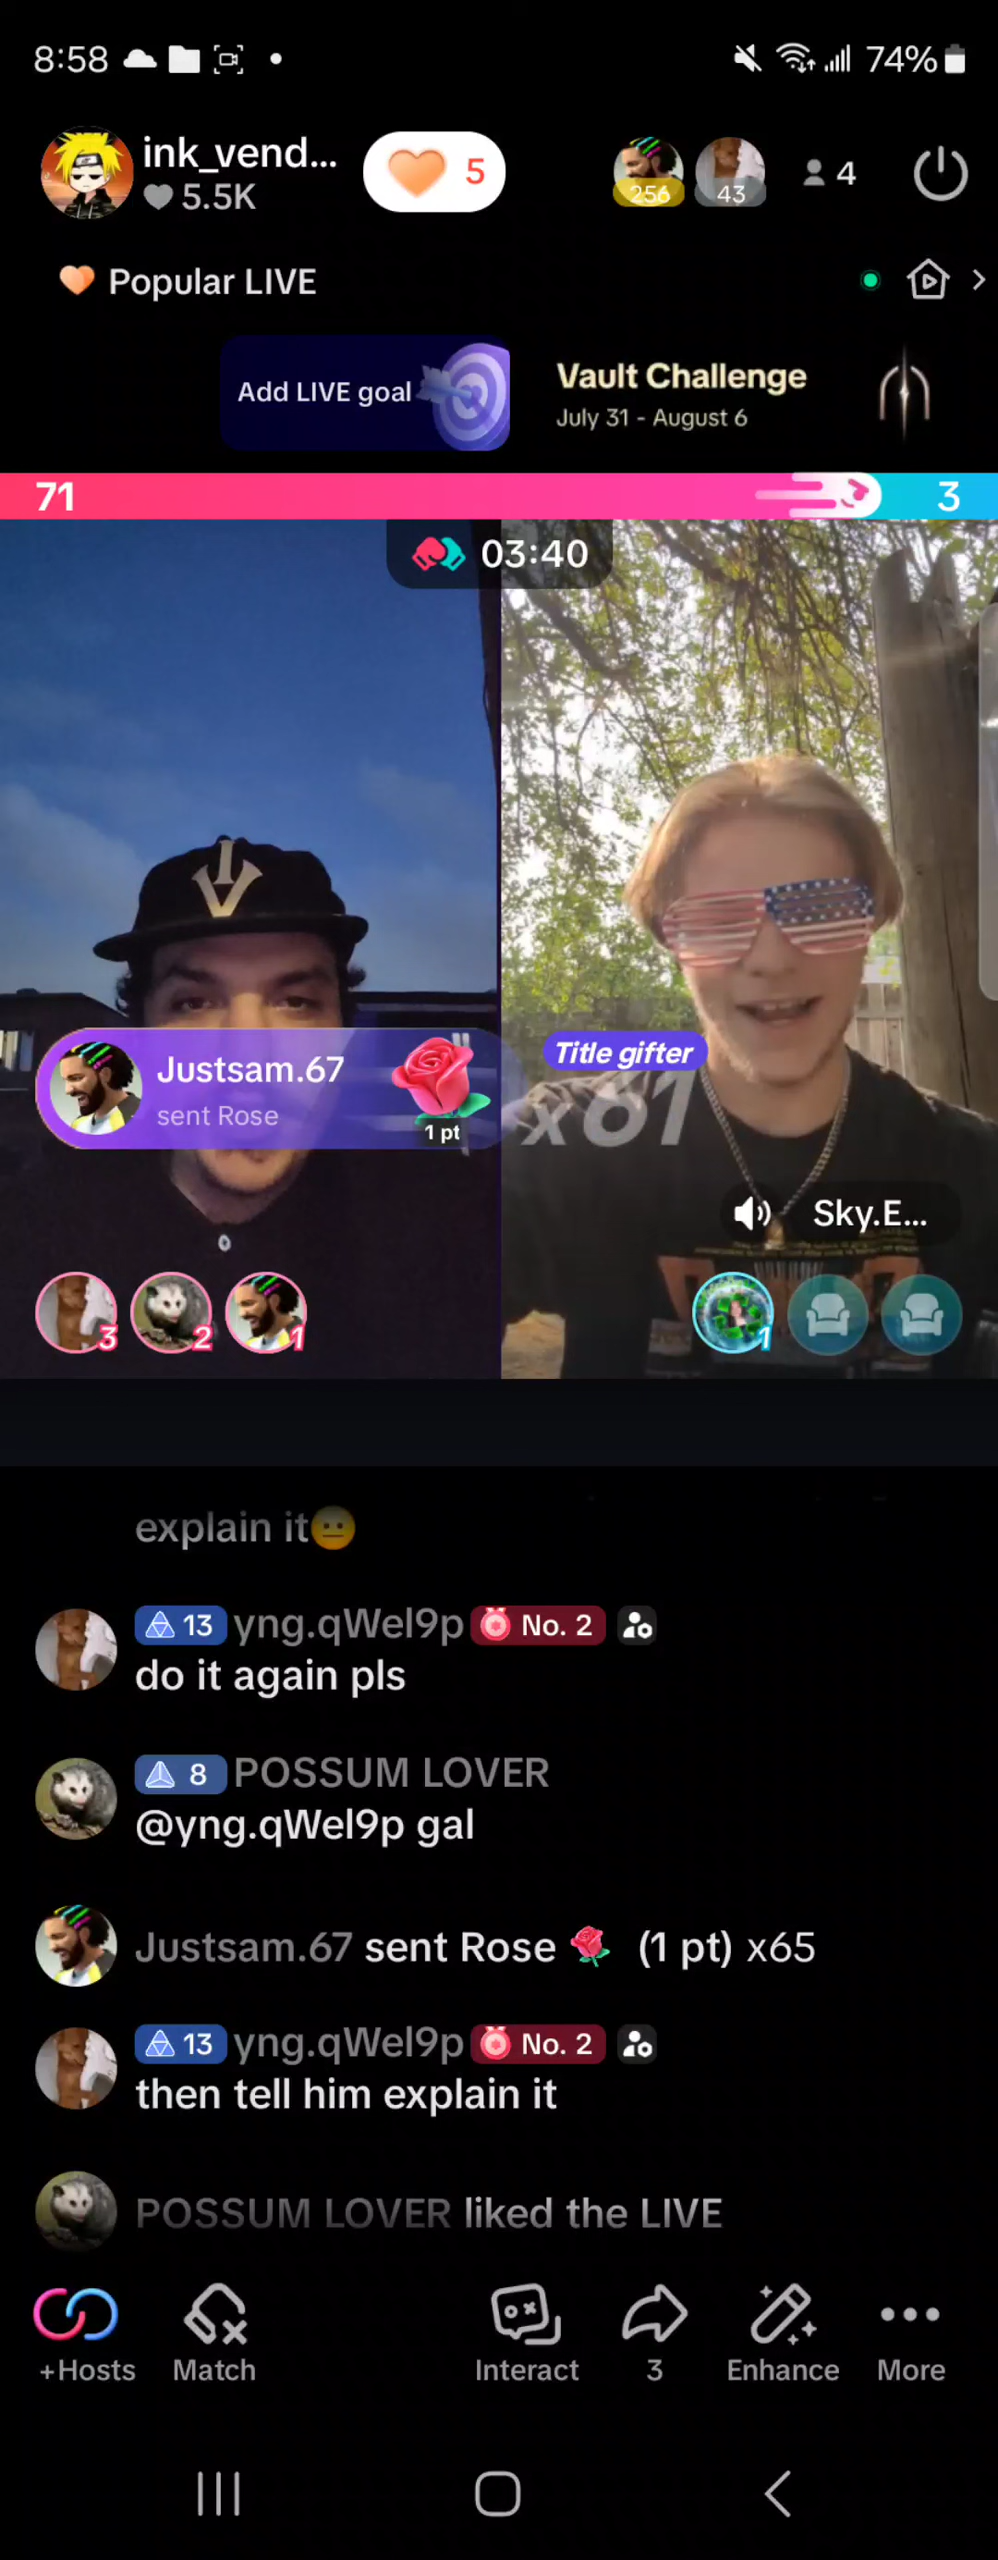 8:58
74%
ink_vend...
5.5K
5
256
43
4
Popular LIVE
Add LIVE goal
Vault Challenge
July 31 - August 6
71
3
03:40
Justsam.67
sent Rose
1 pt
Title gifter
x61
Sky.E...
3
2
1
1
explain it😐
13 yng.qWel9p No. 2
do it again pls
8 POSSUM LOVER
@yng.qWel9p gal
Justsam.67 sent Rose 🌹 (1 pt) x65
13 yng.qWel9p No. 2
then tell him explain it
POSSUM LOVER liked the LIVE
+Hosts
Match
Interact
3
Enhance
More